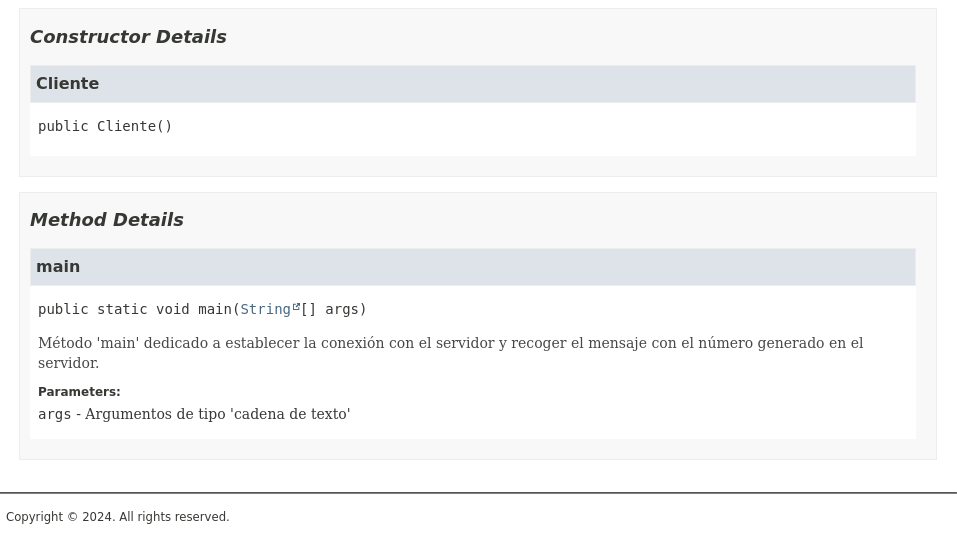 Constructor Details
Cliente
public Cliente()
Method Details
main
public static void main(String[] args)
Método 'main' dedicado a establecer la conexión con el servidor y recoger el mensaje con el número generado en el
servidor.
Parameters:
args - Argumentos de tipo 'cadena de texto'
Copyright © 2024. All rights reserved.